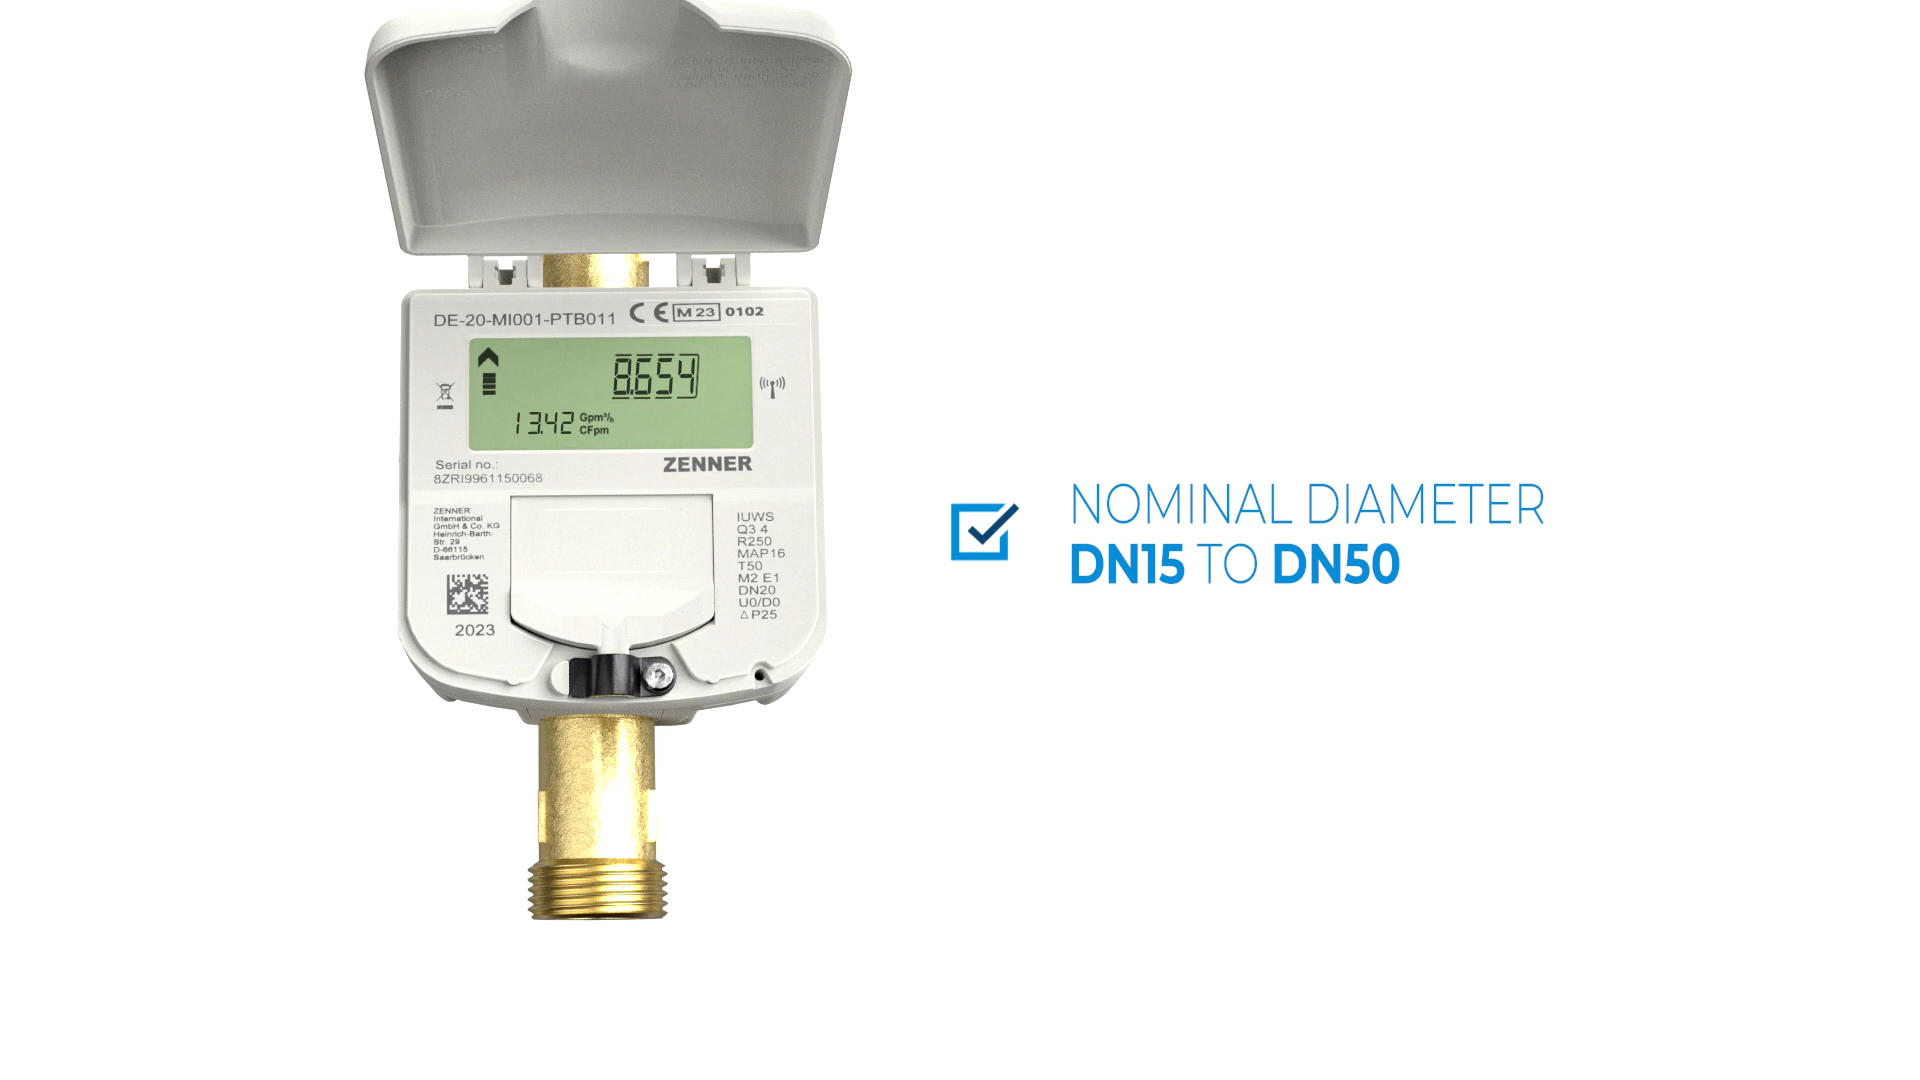 DE-20-MI001-PTB011 CE M 23 0102
8.654
13.42 Gpm³/h
CFpm
Serial no.:
8ZRI9961150068
ZENNER
ZENNER
International
GmbH & Co. KG
Heinrich-Barth-
Str. 29
D-66115
Saarbrücken
2023
IUWS
Q3 4
R250
MAP16
T50
M2 E1
DN20
U0/D0
△P25
NOMINAL DIAMETER
DN15 TO DN50